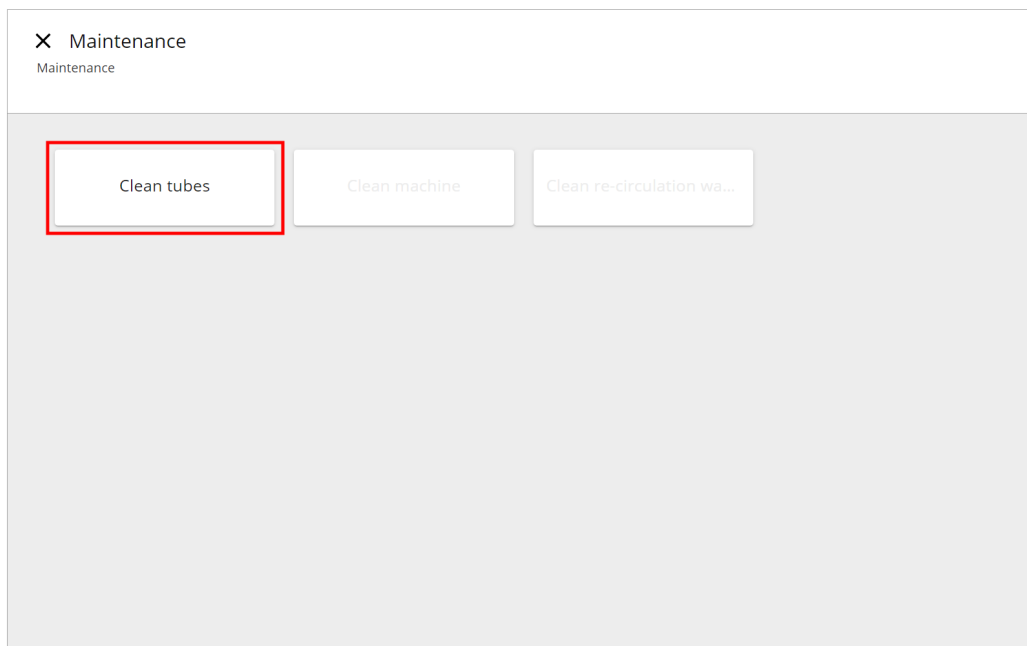 Maintenance
Maintenance
Clean tubes
Clean machine
Clean re-circulation wa...